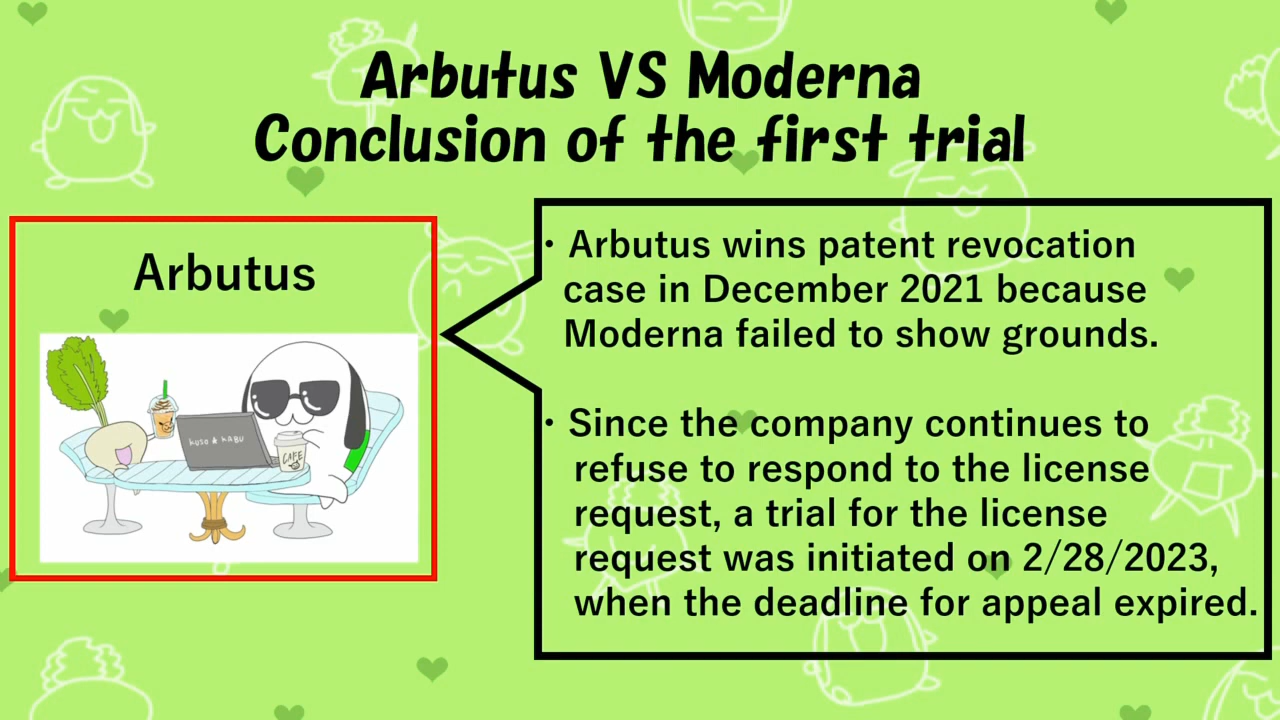 Arbutus VS Moderna
Conclusion of the first trial
Arbutus
KUSO ★ KABU
CAFE
・Arbutus wins patent revocation
case in December 2021 because
Moderna failed to show grounds.
・Since the company continues to
refuse to respond to the license
request, a trial for the license
request was initiated on 2/28/2023,
when the deadline for appeal expired.